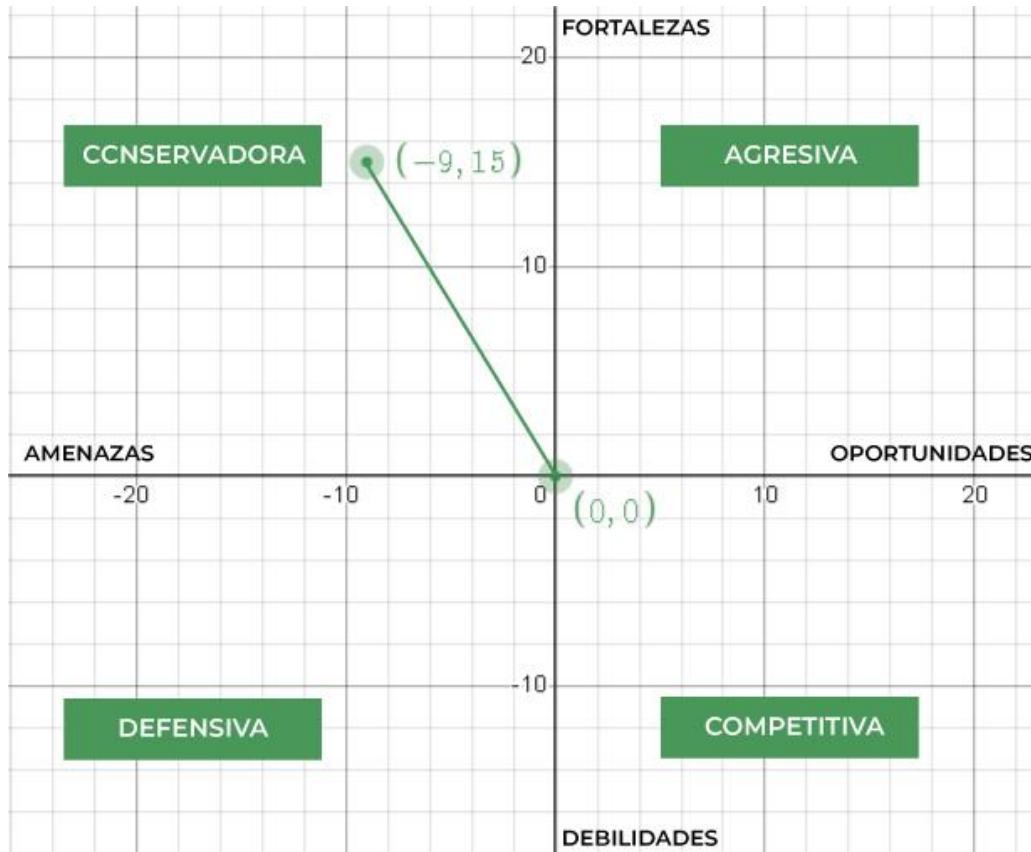 FORTALEZAS
20
CCNSERVADORA
(-9, 15)
AGRESIVA
10
AMENAZAS
OPORTUNIDADES
-20
-10
0
10
20
(0, 0)
-10
DEFENSIVA
COMPETITIVA
DEBILIDADES